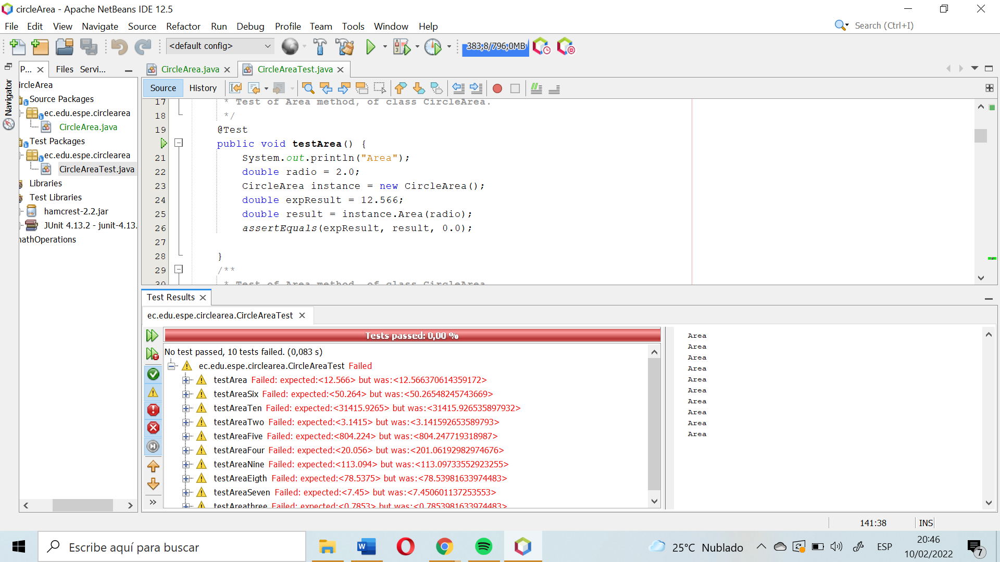 circleArea - Apache NetBeans IDE 12.5
File Edit View Navigate Source Refactor Run Debug Profile Team Tools Window Help
Search (Ctrl+I)
<default config>
383,8/796,0MB
P... Files Servi...
CircleArea.java
CircleAreaTest.java
Navigator
ircleArea
Source Packages
ec.edu.espe.circlearea
CircleArea.java
Test Packages
ec.edu.espe.circlearea
CircleAreaTest.java
Libraries
Test Libraries
hamcrest-2.2.jar
JUnit 4.13.2 - junit-4.13.
mathOperations
Source History
17 * Test of Area method, of class CircleArea.
18 */
19 @Test
public void testArea() {
21 System.out.println("Area");
22 double radio = 2.0;
23 CircleArea instance = new CircleArea();
24 double expResult = 12.566;
25 double result = instance.Area(radio);
26 assertEquals(expResult, result, 0.0);
27
28 }
29 /**
30 * Test of Area method, of class CircleArea.
Test Results
ec.edu.espe.circlearea.CircleAreaTest
Tests passed: 0,00 %
No test passed, 10 tests failed. (0,083 s)
ec.edu.espe.circlearea.CircleAreaTest Failed
testArea Failed: expected:<12.566> but was:<12.566370614359172>
testAreaSix Failed: expected:<50.264> but was:<50.26548245743669>
testAreaTen Failed: expected:<31415.9265> but was:<31415.926535897932>
testAreaTwo Failed: expected:<3.1415> but was:<3.141592653589793>
testAreaFive Failed: expected:<804.224> but was:<804.247719318987>
testAreaFour Failed: expected:<20.056> but was:<201.06192982974676>
testAreaNine Failed: expected:<113.094> but was:<113.09733552923255>
testAreaEigth Failed: expected:<78.5375> but was:<78.53981633974483>
testAreaSeven Failed: expected:<7.45> but was:<7.450601137253553>
testAreathree Failed: expected:<0.7853> but was:<0.7853981633974483>
Area
Area
Area
Area
Area
Area
Area
Area
Area
Area
141:38 INS
Escribe aquí para buscar
25°C Nublado
ESP
20:46
10/02/2022
7